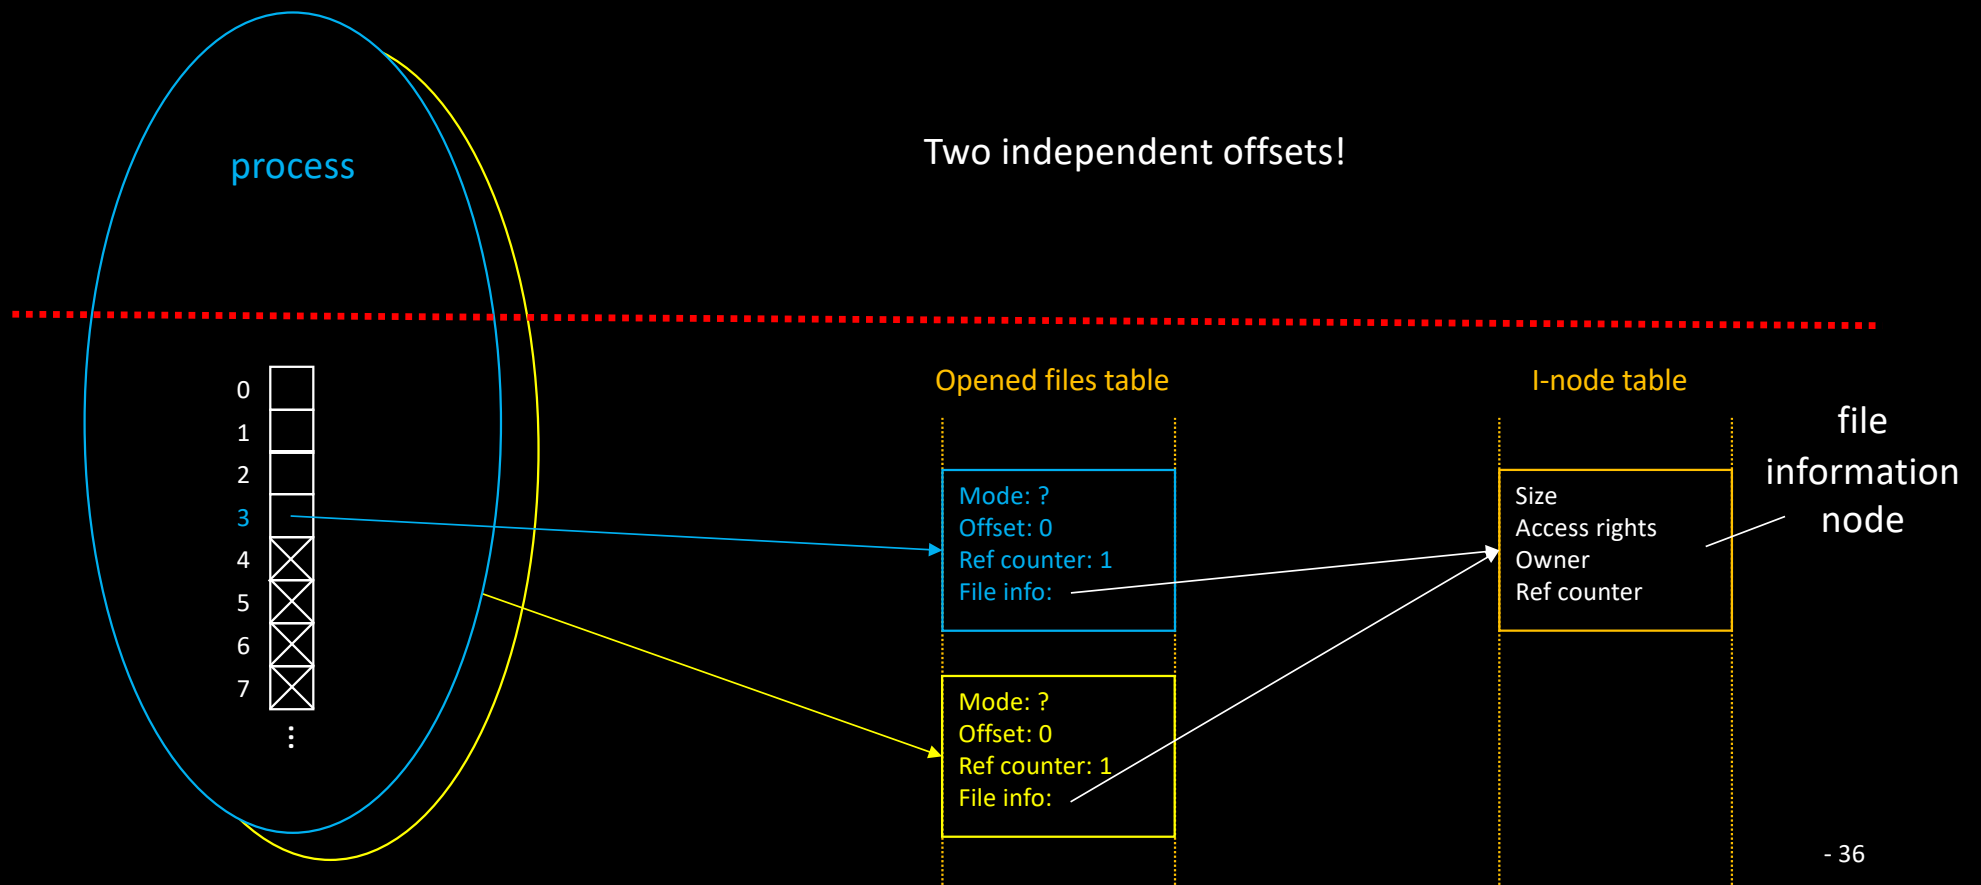 process
Two independent offsets!
0
1
2
3
4
5
6
7
...
Opened files table
Mode: ?
Offset: 0
Ref counter: 1
File info:
Mode: ?
Offset: 0
Ref counter: 1
File info:
I-node table
Size
Access rights
Owner
Ref counter
file
information
node
- 36